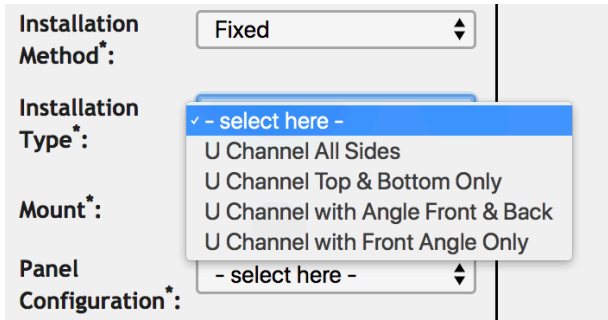 Installation
Method*:
Fixed
Installation
Type*:
- select here -
U Channel All Sides
U Channel Top & Bottom Only
U Channel with Angle Front & Back
U Channel with Front Angle Only
Mount*:
Panel
Configuration*:
- select here -